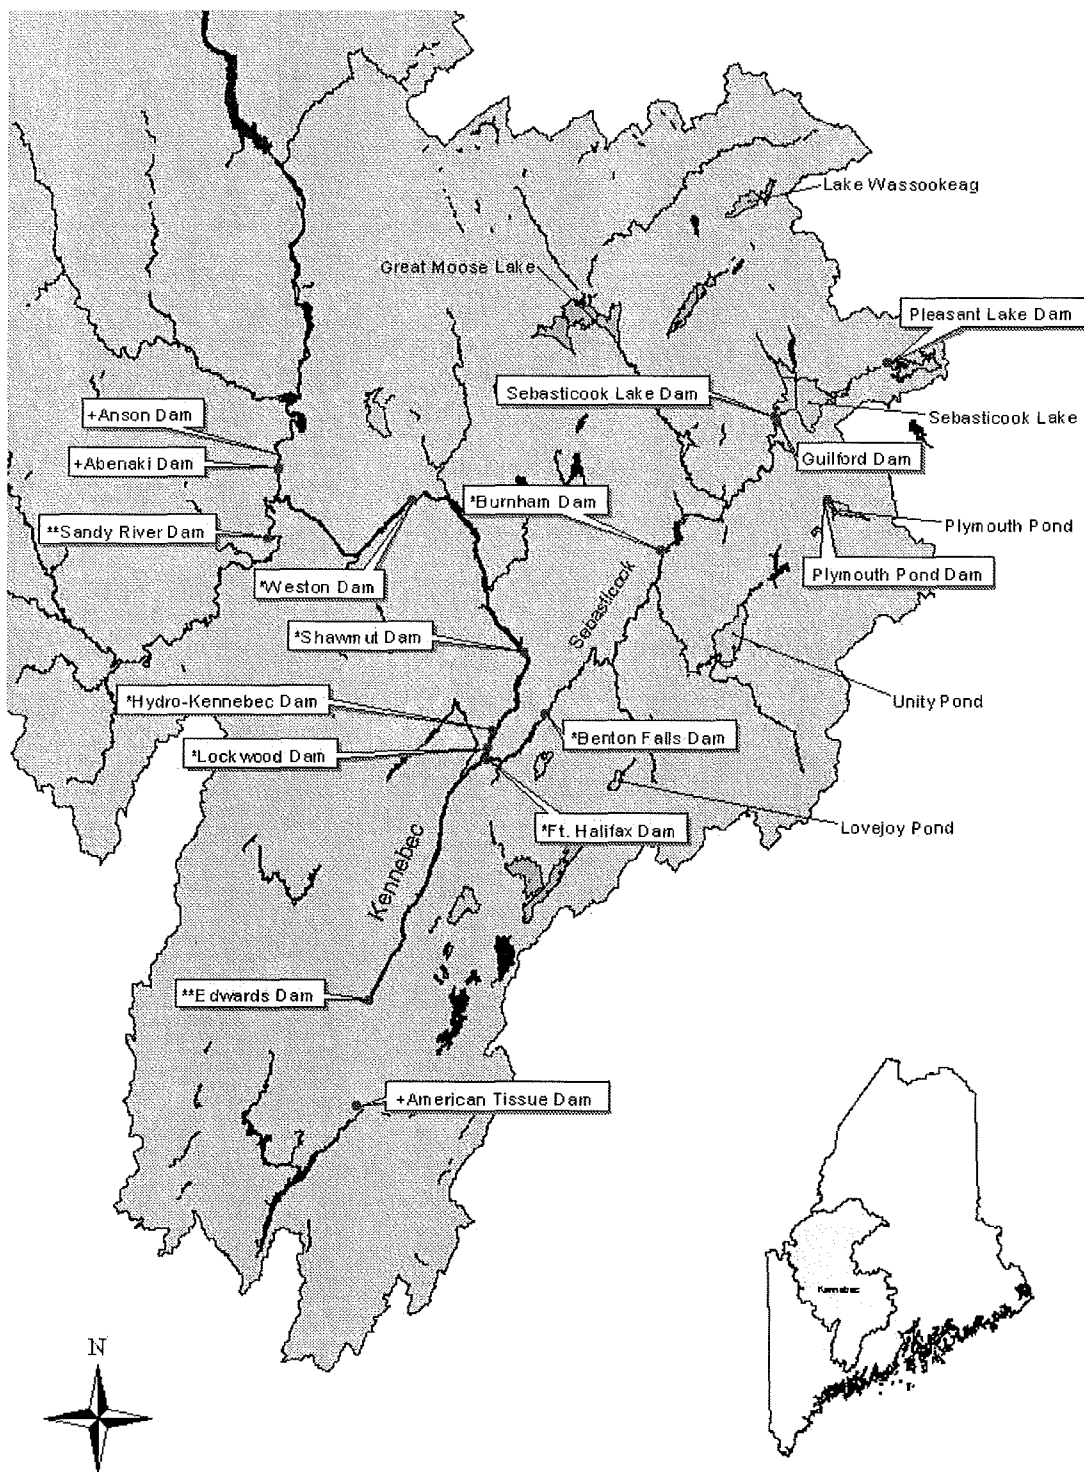 Lake Wassookeag
Great Moose Lake
Pleasant Lake Dam
Sebasticook Lake Dam
+Anson Dam
Sebasticook Lake
+Abenaki Dam
Guilford Dam
*Burnham Dam
**Sandy River Dam
Plymouth Pond
Plymouth Pond Dam
*Weston Dam
Sebasticook
*Shawmut Dam
Unity Pond
*Hydro-Kennebec Dam
*Benton Falls Dam
*Lockwood Dam
*Ft. Halifax Dam
Lovejoy Pond
Kennebec
**Edwards Dam
+American Tissue Dam
Kennebec
N